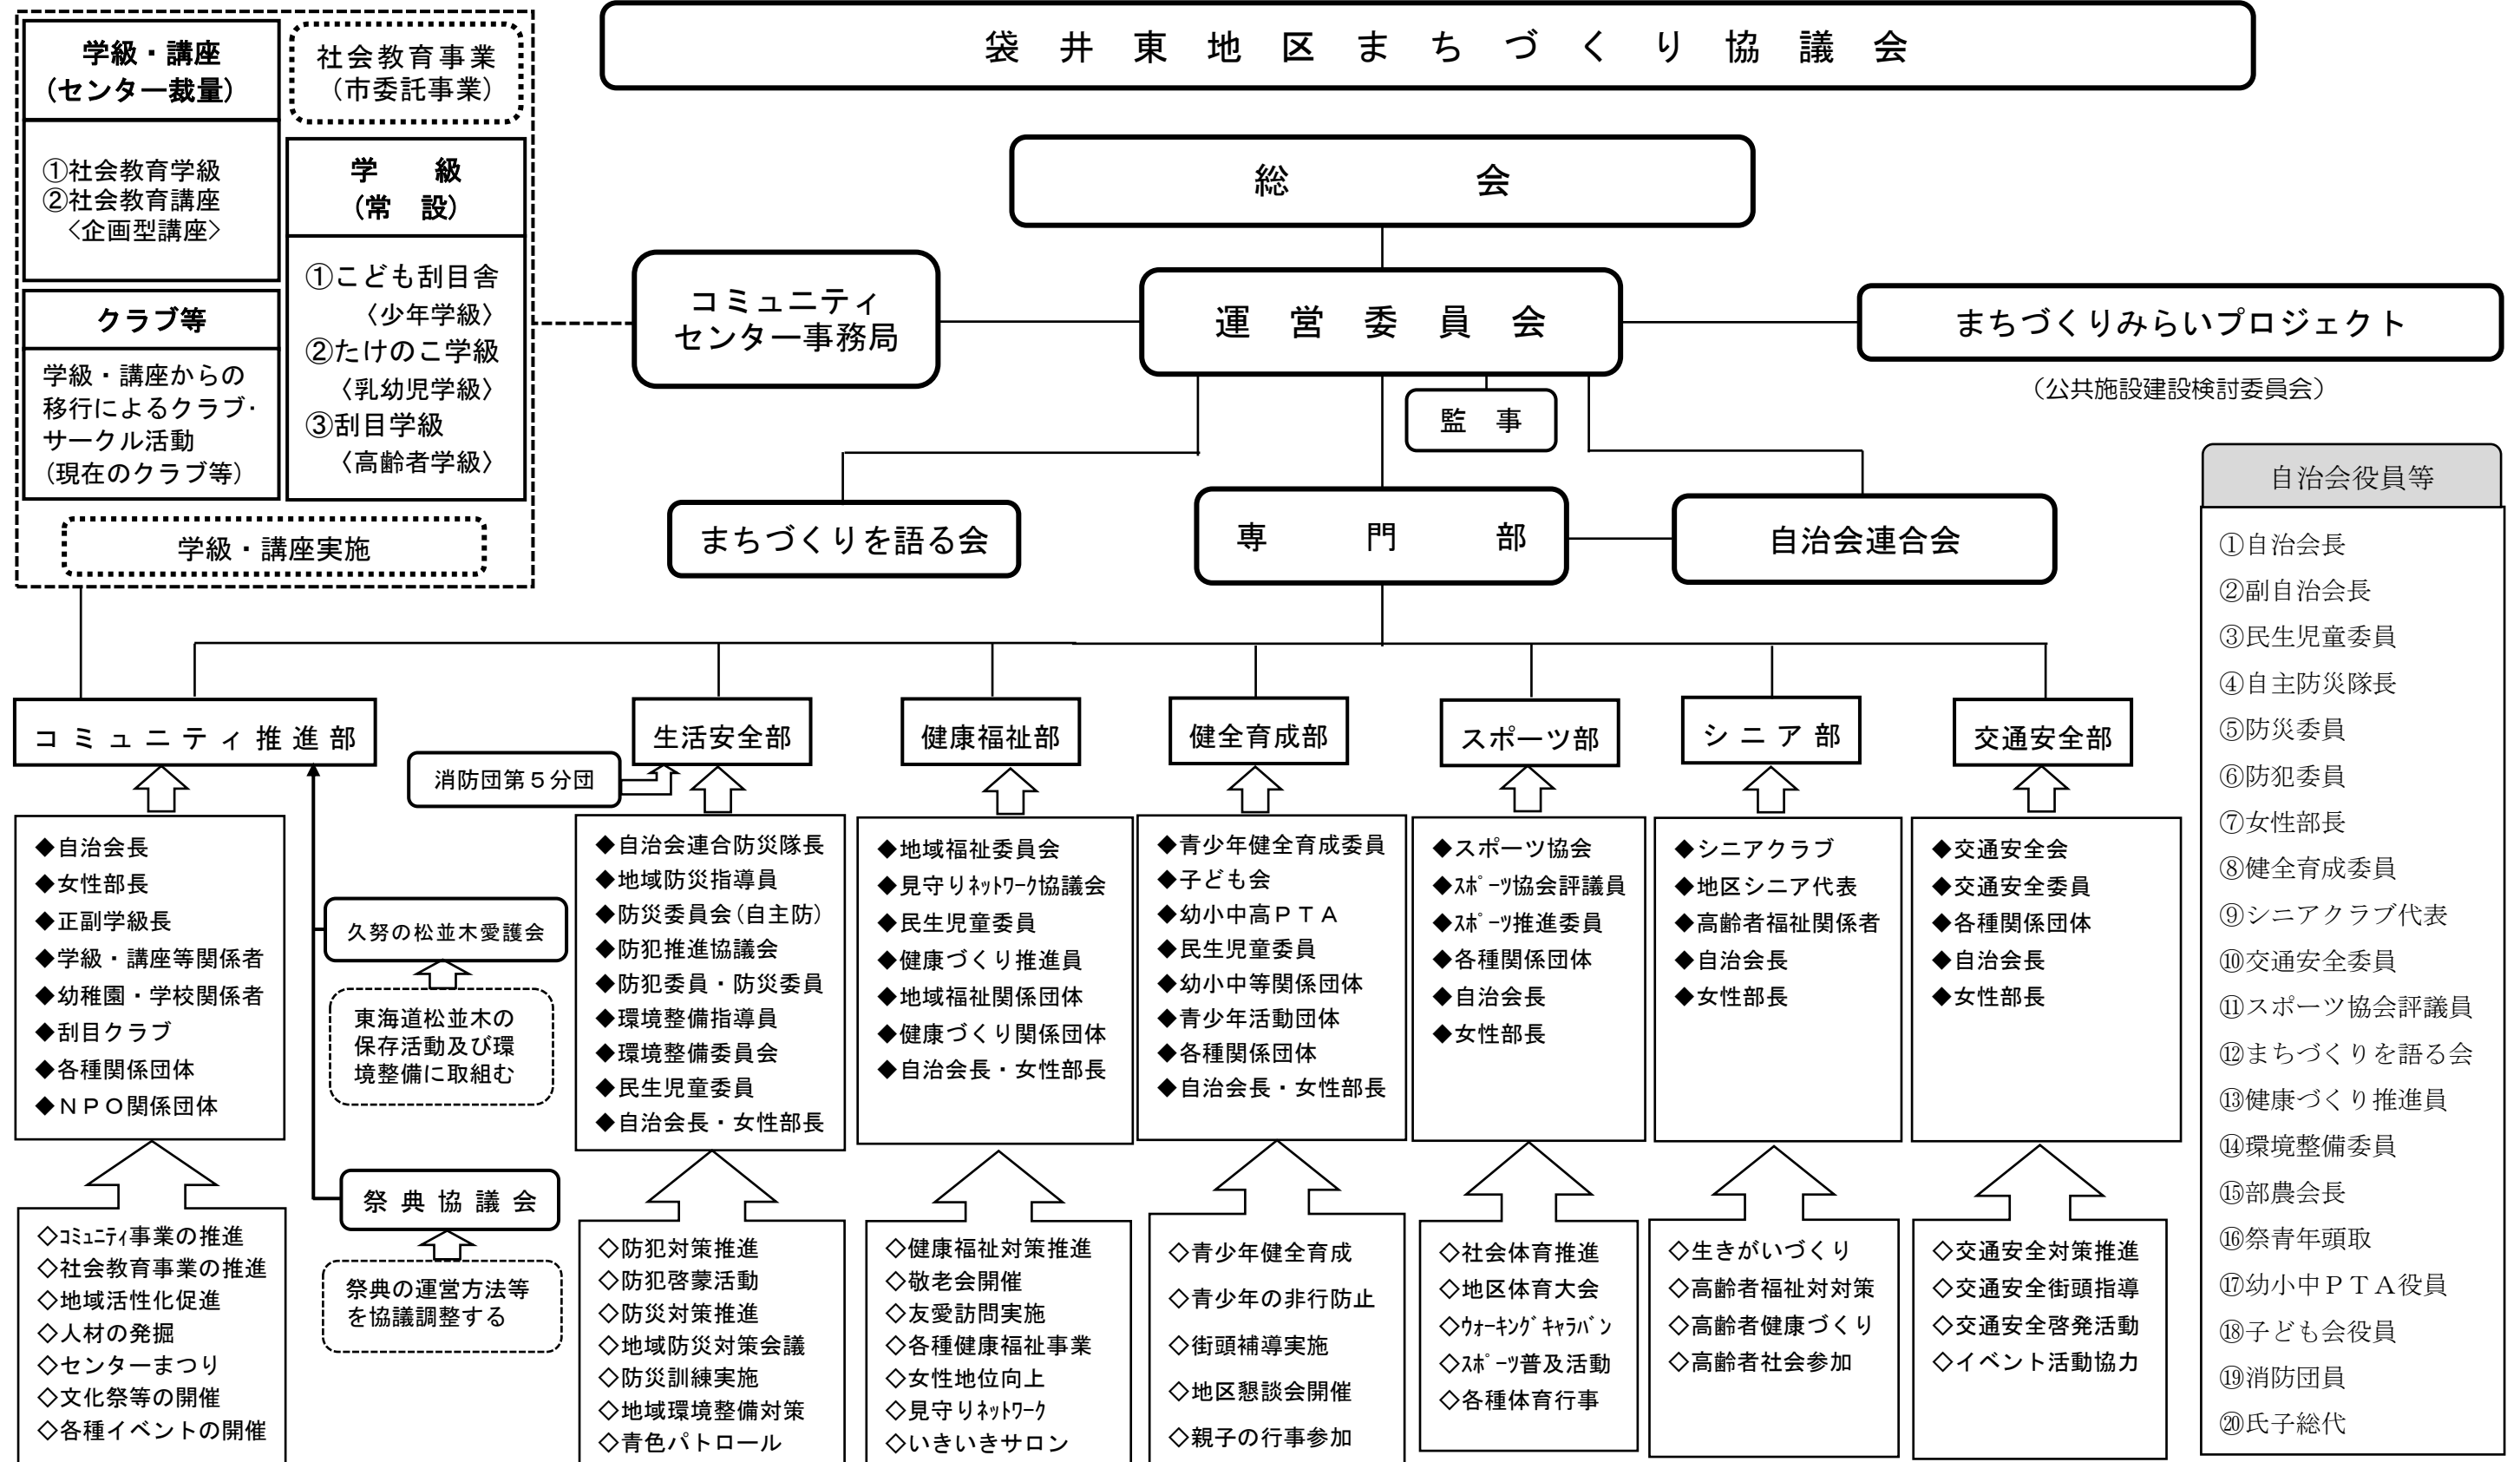 袋井東地区まちづくり協議会
学級・講座
(センター裁量)
①社会教育学級
②社会教育講座
〈企画型講座〉
社会教育事業
(市委託事業)
学級
(常設)
①こども刮目舎
〈少年学級〉
②たけのこ学級
〈乳幼児学級〉
③刮目学級
〈高齢者学級〉
クラブ等
学級・講座からの
移行によるクラブ・
サークル活動
(現在のクラブ等)
学級・講座実施
総会
コミュニティ
センター事務局
運営委員会
まちづくりみらいプロジェクト
(公共施設建設検討委員会)
監事
まちづくりを語る会
専門部
自治会連合会
コミュニティ推進部
生活安全部
健康福祉部
健全育成部
スポーツ部
シニア部
交通安全部
消防団第5分団
◆自治会長
◆女性部長
◆正副学級長
◆学級・講座等関係者
◆幼稚園・学校関係者
◆刮目クラブ
◆各種関係団体
◆NPO関係団体
久努の松並木愛護会
東海道松並木の
保存活動及び環
境整備に取組む
祭典協議会
祭典の運営方法等
を協議調整する
◆自治会連合防災隊長
◆地域防災指導員
◆防災委員会(自主防)
◆防犯推進協議会
◆防犯委員・防災委員
◆環境整備指導員
◆環境整備委員会
◆民生児童委員
◆自治会長・女性部長
◆地域福祉委員会
◆見守りネットワーク協議会
◆民生児童委員
◆健康づくり推進員
◆地域福祉関係団体
◆健康づくり関係団体
◆自治会長・女性部長
◆青少年健全育成委員
◆子ども会
◆幼小中高PTA
◆民生児童委員
◆幼小中等関係団体
◆青少年活動団体
◆各種関係団体
◆自治会長・女性部長
◆スポーツ協会
◆スポーツ協会評議員
◆スポーツ推進委員
◆各種関係団体
◆自治会長
◆女性部長
◆シニアクラブ
◆地区シニア代表
◆高齢者福祉関係者
◆自治会長
◆女性部長
◆交通安全会
◆交通安全委員
◆各種関係団体
◆自治会長
◆女性部長
◇コミュニティ事業の推進
◇社会教育事業の推進
◇地域活性化促進
◇人材の発掘
◇センターまつり
◇文化祭等の開催
◇各種イベントの開催
◇防犯対策推進
◇防犯啓蒙活動
◇防災対策推進
◇地域防災対策会議
◇防災訓練実施
◇地域環境整備対策
◇青色パトロール
◇健康福祉対策推進
◇敬老会開催
◇友愛訪問実施
◇各種健康福祉事業
◇女性地位向上
◇見守りネットワーク
◇いきいきサロン
◇青少年健全育成
◇青少年の非行防止
◇街頭補導実施
◇地区懇談会開催
◇親子の行事参加
◇社会体育推進
◇地区体育大会
◇ウォーキングキャラバン
◇スポーツ普及活動
◇各種体育行事
◇生きがいづくり
◇高齢者福祉対対策
◇高齢者健康づくり
◇高齢者社会参加
◇交通安全対策推進
◇交通安全街頭指導
◇交通安全啓発活動
◇イベント活動協力
自治会役員等
①自治会長
②副自治会長
③民生児童委員
④自主防災隊長
⑤防災委員
⑥防犯委員
⑦女性部長
⑧健全育成委員
⑨シニアクラブ代表
⑩交通安全委員
⑪スポーツ協会評議員
⑫まちづくりを語る会
⑬健康づくり推進員
⑭環境整備委員
⑮部農会長
⑯祭青年頭取
⑰幼小中PTA役員
⑱子ども会役員
⑲消防団員
⑳氏子総代